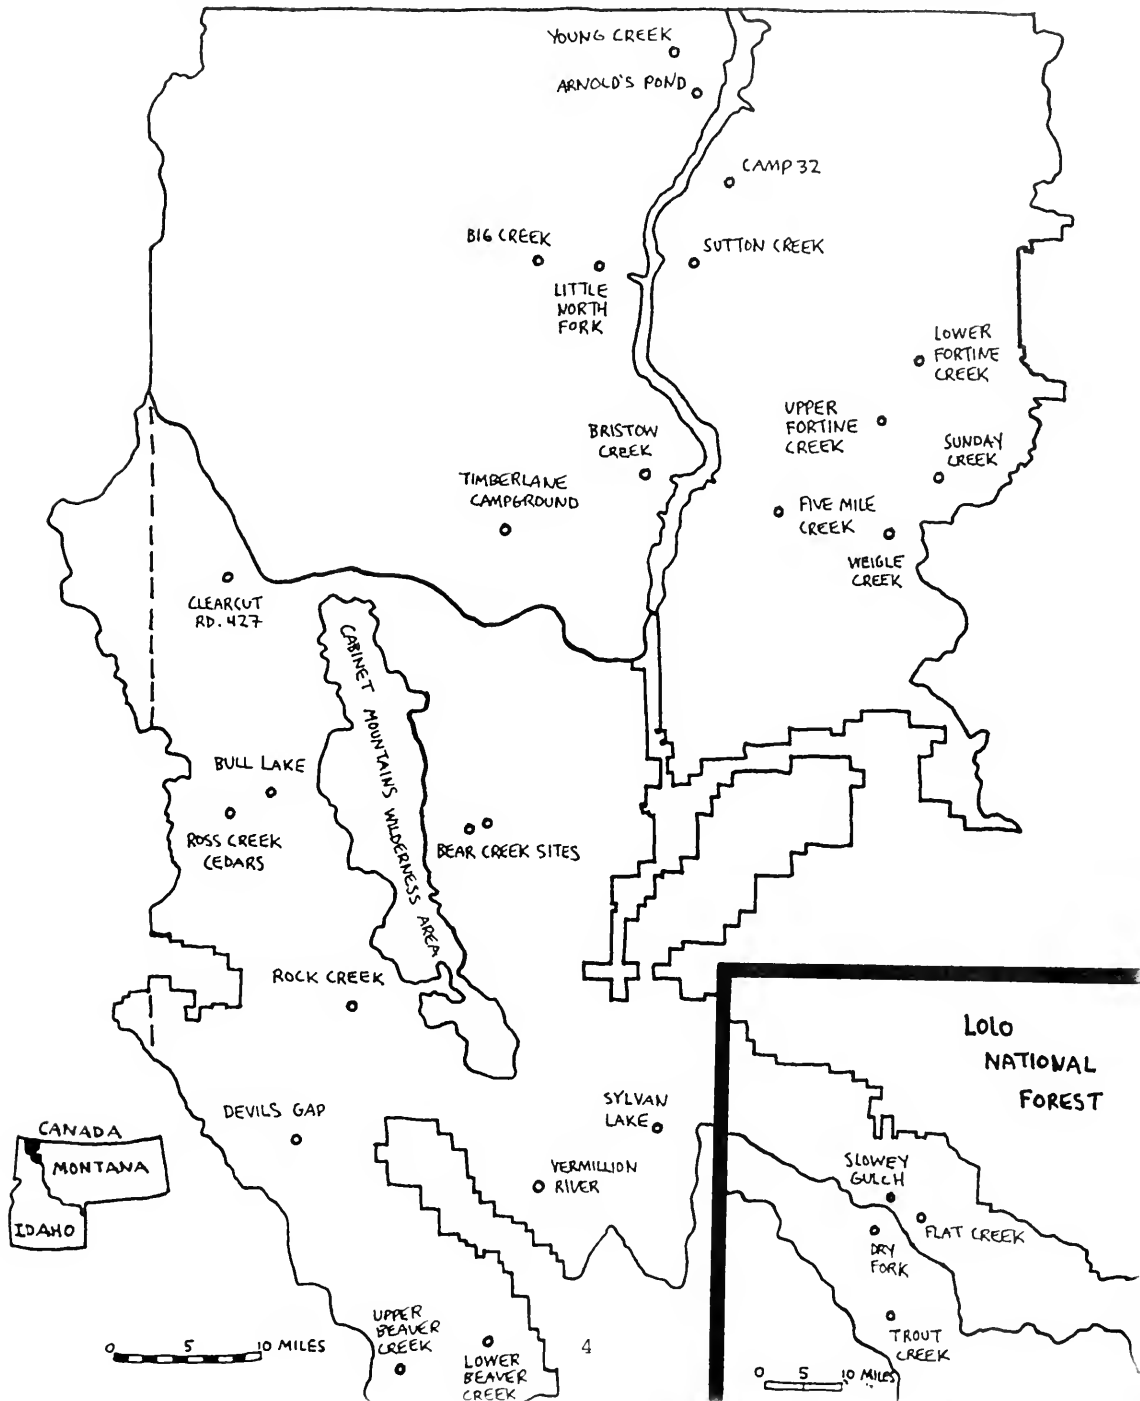 YOUNG CREEK
ARNOLD'S POND
CAMP 32
BIG CREEK
SUTTON CREEK
LITTLE
NORTH
FORK
LOWER
FORTINE
CREEK
UPPER
FORTINE
CREEK
BRISTOW
CREEK
SUNDAY
CREEK
TIMBERLANE
CAMPGROUND
FIVE MILE
CREEK
WEIGLE
CREEK
CLEARCUT
RD. 427
CABINET MOUNTAINS WILDERNESS AREA
BULL LAKE
ROSS CREEK
CEDARS
BEAR CREEK SITES
ROCK CREEK
LOLO
NATIONAL
FOREST
DEVILS GAP
SYLVAN
LAKE
CANADA
MONTANA
IDAHO
VERMILLION
RIVER
SLOWEY
GULCH
FLAT CREEK
DRY
FORK
UPPER
BEAVER
CREEK
LOWER
BEAVER
CREEK
TROUT
CREEK
0 5 10 MILES
4
0 5 10 MILES